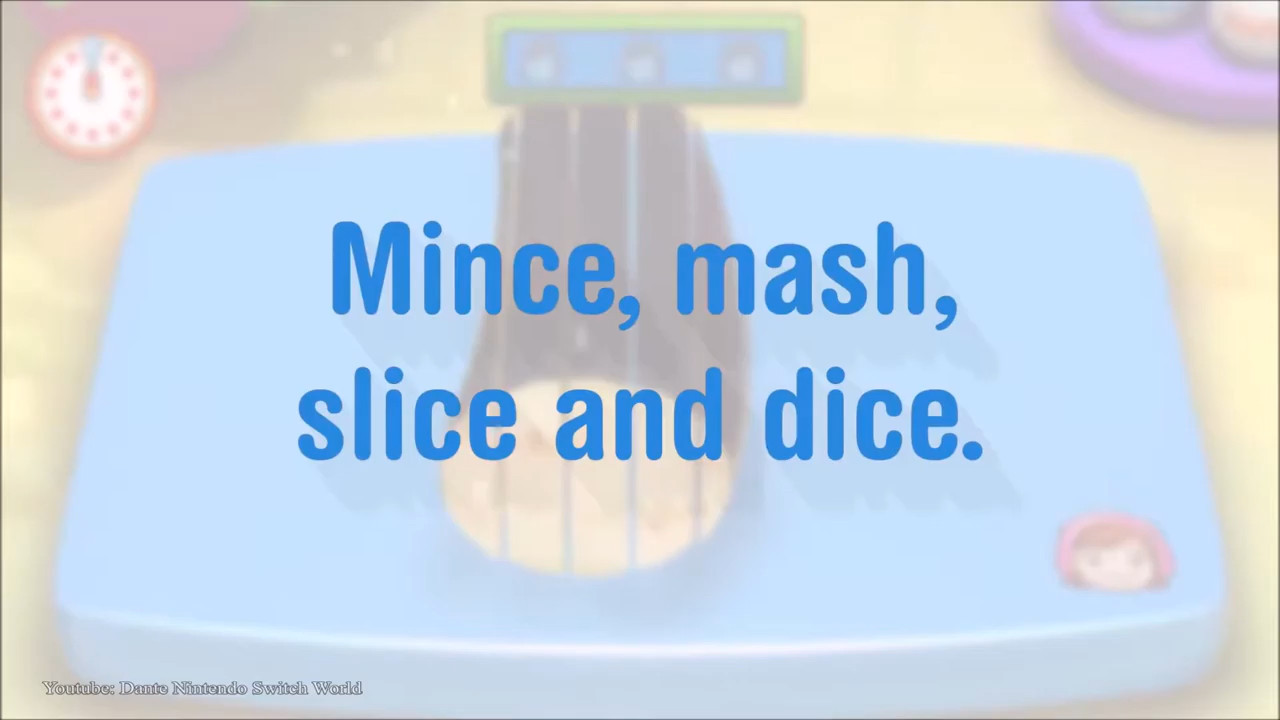 Mince, mash,
slice and dice.
Youtube: Dante Nintendo Switch World